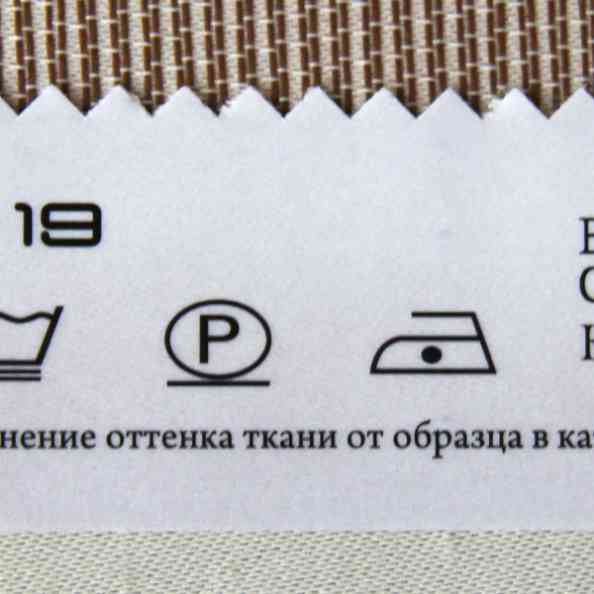 19
P
нение оттенка ткани от образца в ка